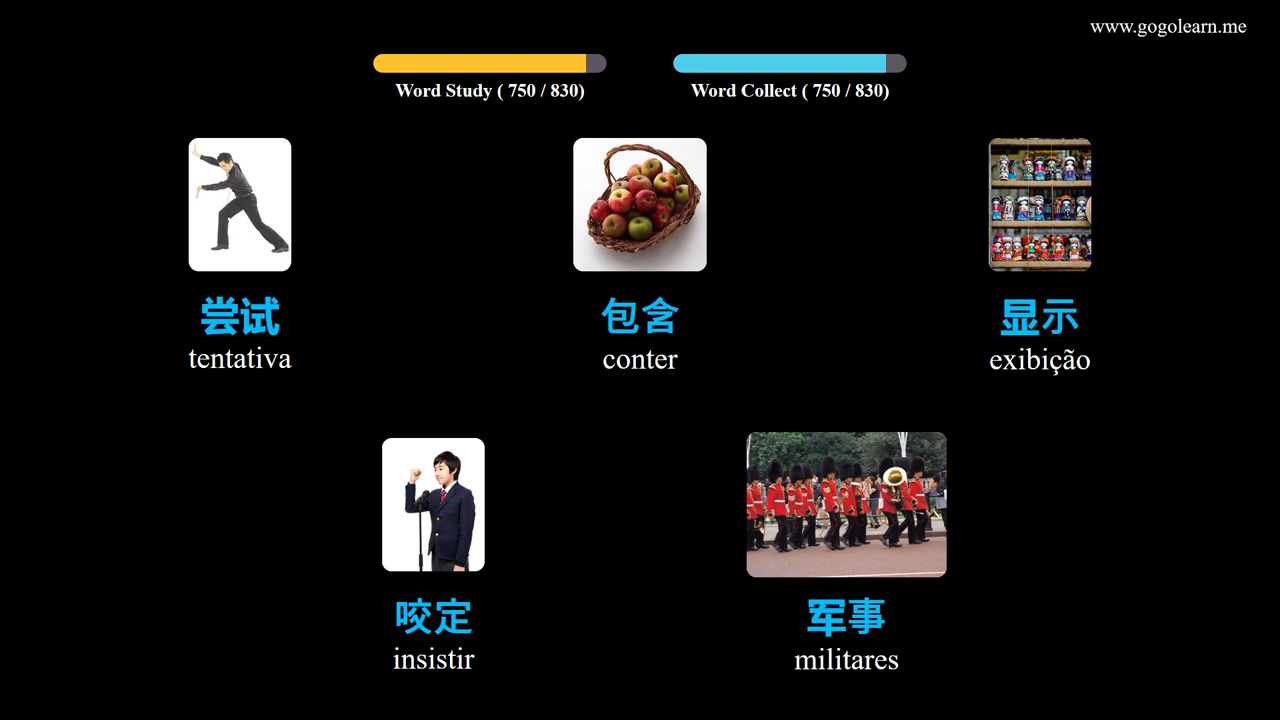 www.gogolearn.me
Word Study ( 750 / 830)
Word Collect ( 750 / 830)
尝试
tentativa
包含
conter
显示
exibição
咬定
insistir
军事
militares